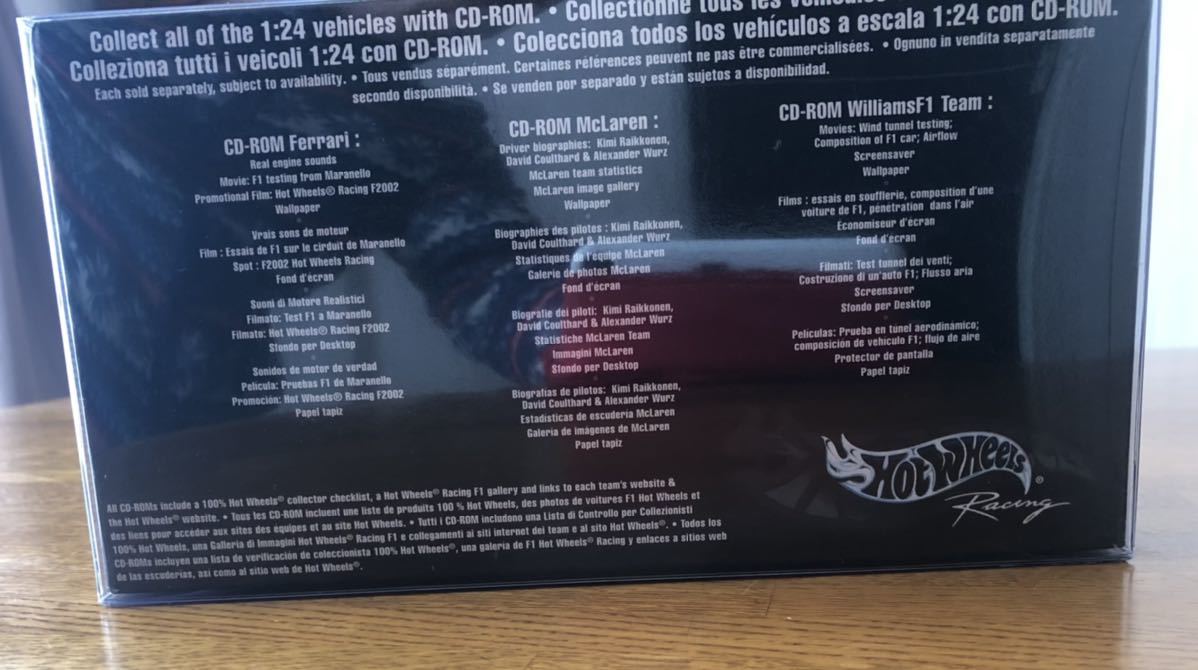 Collect all of the 1:24 vehicles with CD-ROM. • Collectionne tous les
Colleziona tutti i veicoli 1:24 con CD-ROM. • Colecciona todos los vehículos a escala 1:24 con CD-ROM.
Each sold separately, subject to availability. • Tous vendus séparément. Certaines références peuvent ne pas être commercialisées. • Ognuno in vendita separatamente
secondo disponibilità. • Se venden por separado y están sujetos a disponibilidad.
CD-ROM Ferrari :
Real engine sounds
Movie: F1 testing from Maranello
Promotional Film: Hot Wheels® Racing F2002
Wallpaper
•
Vrais sons de moteur
Film : Essais de F1 sur le cirduit de Maranello
Spot : F2002 Hot Wheels Racing
Fond d'écran
•
Suoni di Motore Realistici
Filmato: Test F1 a Maranello
Filmato: Hot Wheels® Racing F2002
Sfondo per Desktop
•
Sonidos de motor de verdad
Película: Pruebas F1 de Maranello
Promoción: Hot Wheels® Racing F2002
Papel tapiz
CD-ROM McLaren :
Driver biographies: Kimi Raikkonen,
David Coulthard & Alexander Wurz
McLaren team statistics
McLaren image gallery
Wallpaper
•
Biographies des pilotes : Kimi Raikkonen,
David Coulthard & Alexander Wurz
Statistiques de l'équipe McLaren
Galerie de photos McLaren
Fond d'écran
•
Biografie dei piloti: Kimi Raikkonen,
David Coulthard & Alexander Wurz
Statistiche McLaren Team
Immagini McLaren
Sfondo per Desktop
•
Biografías de pilotos: Kimi Raikkonen,
David Coulthard & Alexander Wurz
Estadísticas de escudería McLaren
Galería de imágenes de McLaren
Papel tapiz
CD-ROM WilliamsF1 Team :
Movies: Wind tunnel testing;
Composition of F1 car; Airflow
Screensaver
Wallpaper
•
Films : essais en soufflerie, composition d'une
voiture de F1, pénétration dans l'air
Économiseur d'écran
Fond d'écran
•
Filmati: Test tunnel dei venti;
Costruzione di un'auto F1; Flusso aria
Screensaver
Sfondo per Desktop
•
Películas: Prueba en túnel aerodinámico;
composición de vehículo F1; flujo de aire
Protector de pantalla
Papel tapiz
All CD-ROMs include a 100% Hot Wheels® collector checklist, a Hot Wheels® Racing F1 gallery and links to each team's website &
the Hot Wheels® website. • Tous les CD-ROM incluent une liste de produits 100 % Hot Wheels, des photos de voitures F1 Hot Wheels et
des liens pour accéder aux sites des équipes et au site Hot Wheels. • Tutti i CD-ROM includono una Lista di Controllo per Collezionisti
100% Hot Wheels, una Galleria di Immagini Hot Wheels® Racing F1 e collegamenti ai siti internet dei team e al sito Hot Wheels®. • Todos los
CD-ROMs incluyen una lista de verificación de coleccionista 100% Hot Wheels®, una galería de F1 Hot Wheels® Racing y enlaces a sitios web
de las escuderías, así como al sitio web de Hot Wheels®.
Hot Wheels®
Racing